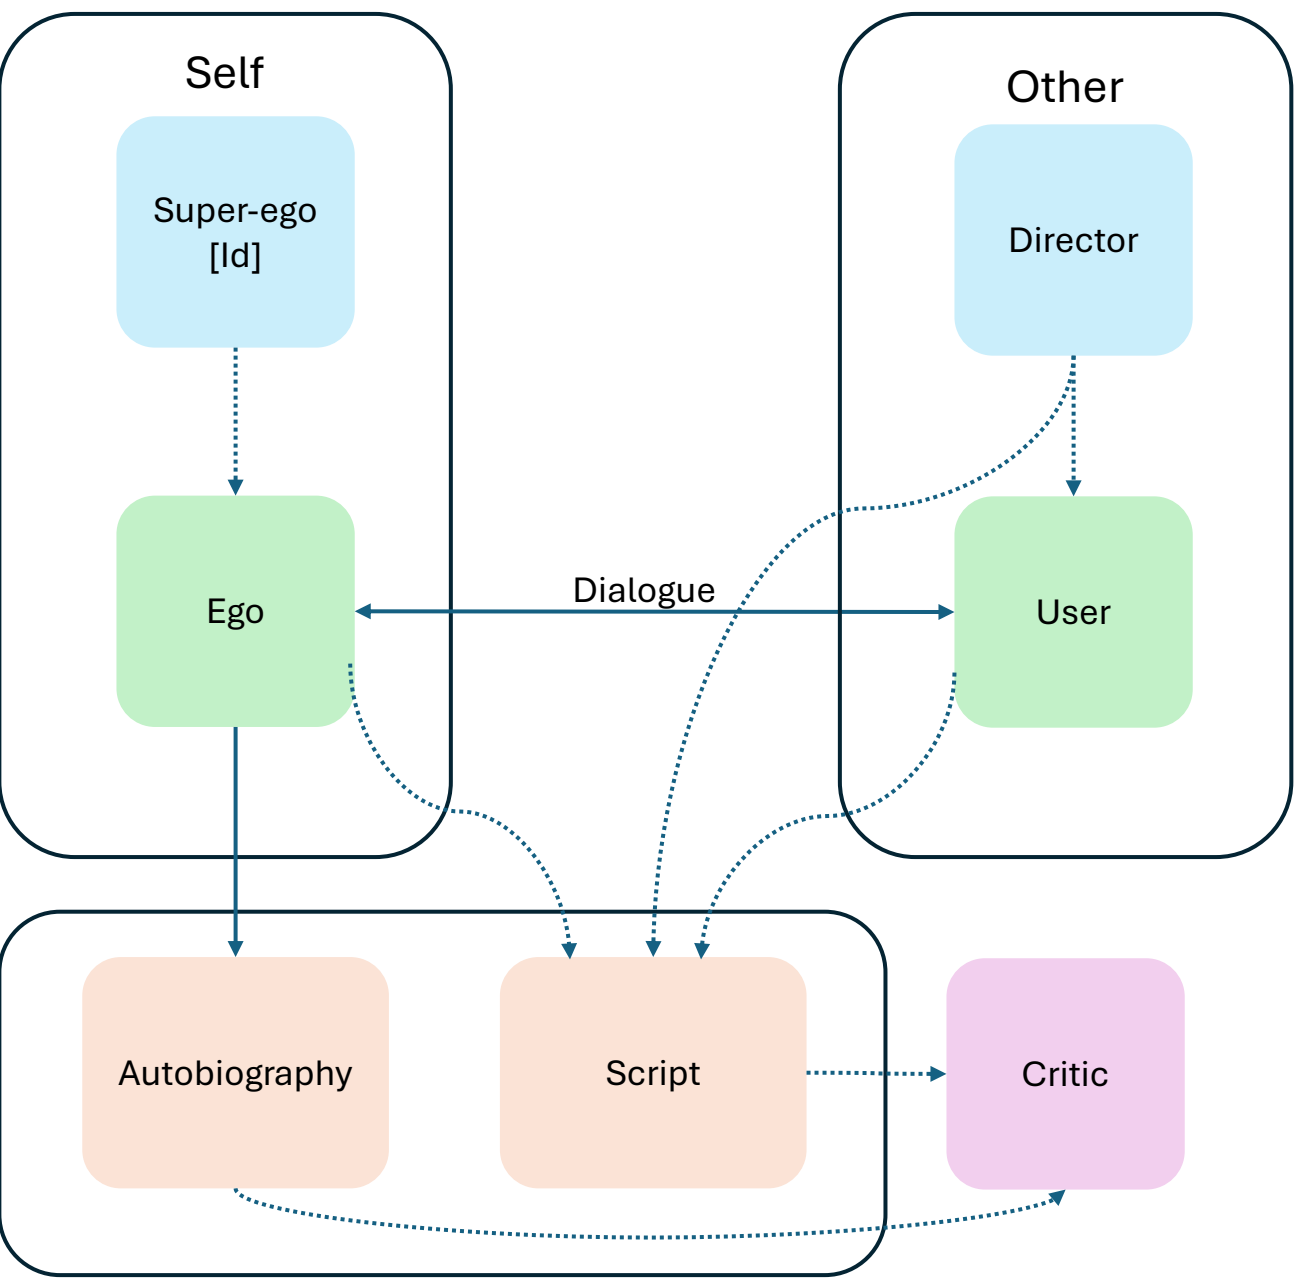 Self
Other
Super-ego
[Id]
Director
Ego
Dialogue
User
Autobiography
Script
Critic